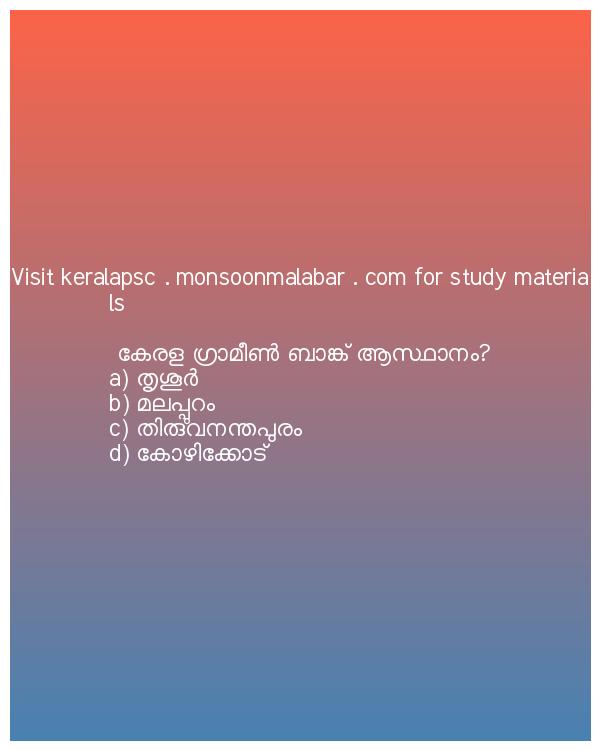 Visit keralapsc . monsoonmalabar . com for study materia
ls
കേരള ഗ്രാമീൺ ബാങ്ക് ആസ്ഥാനം?
a) തൃശൂർ
b) മലപ്പുറം
c) തിരുവനന്തപുരം
d) കോഴിക്കോട്